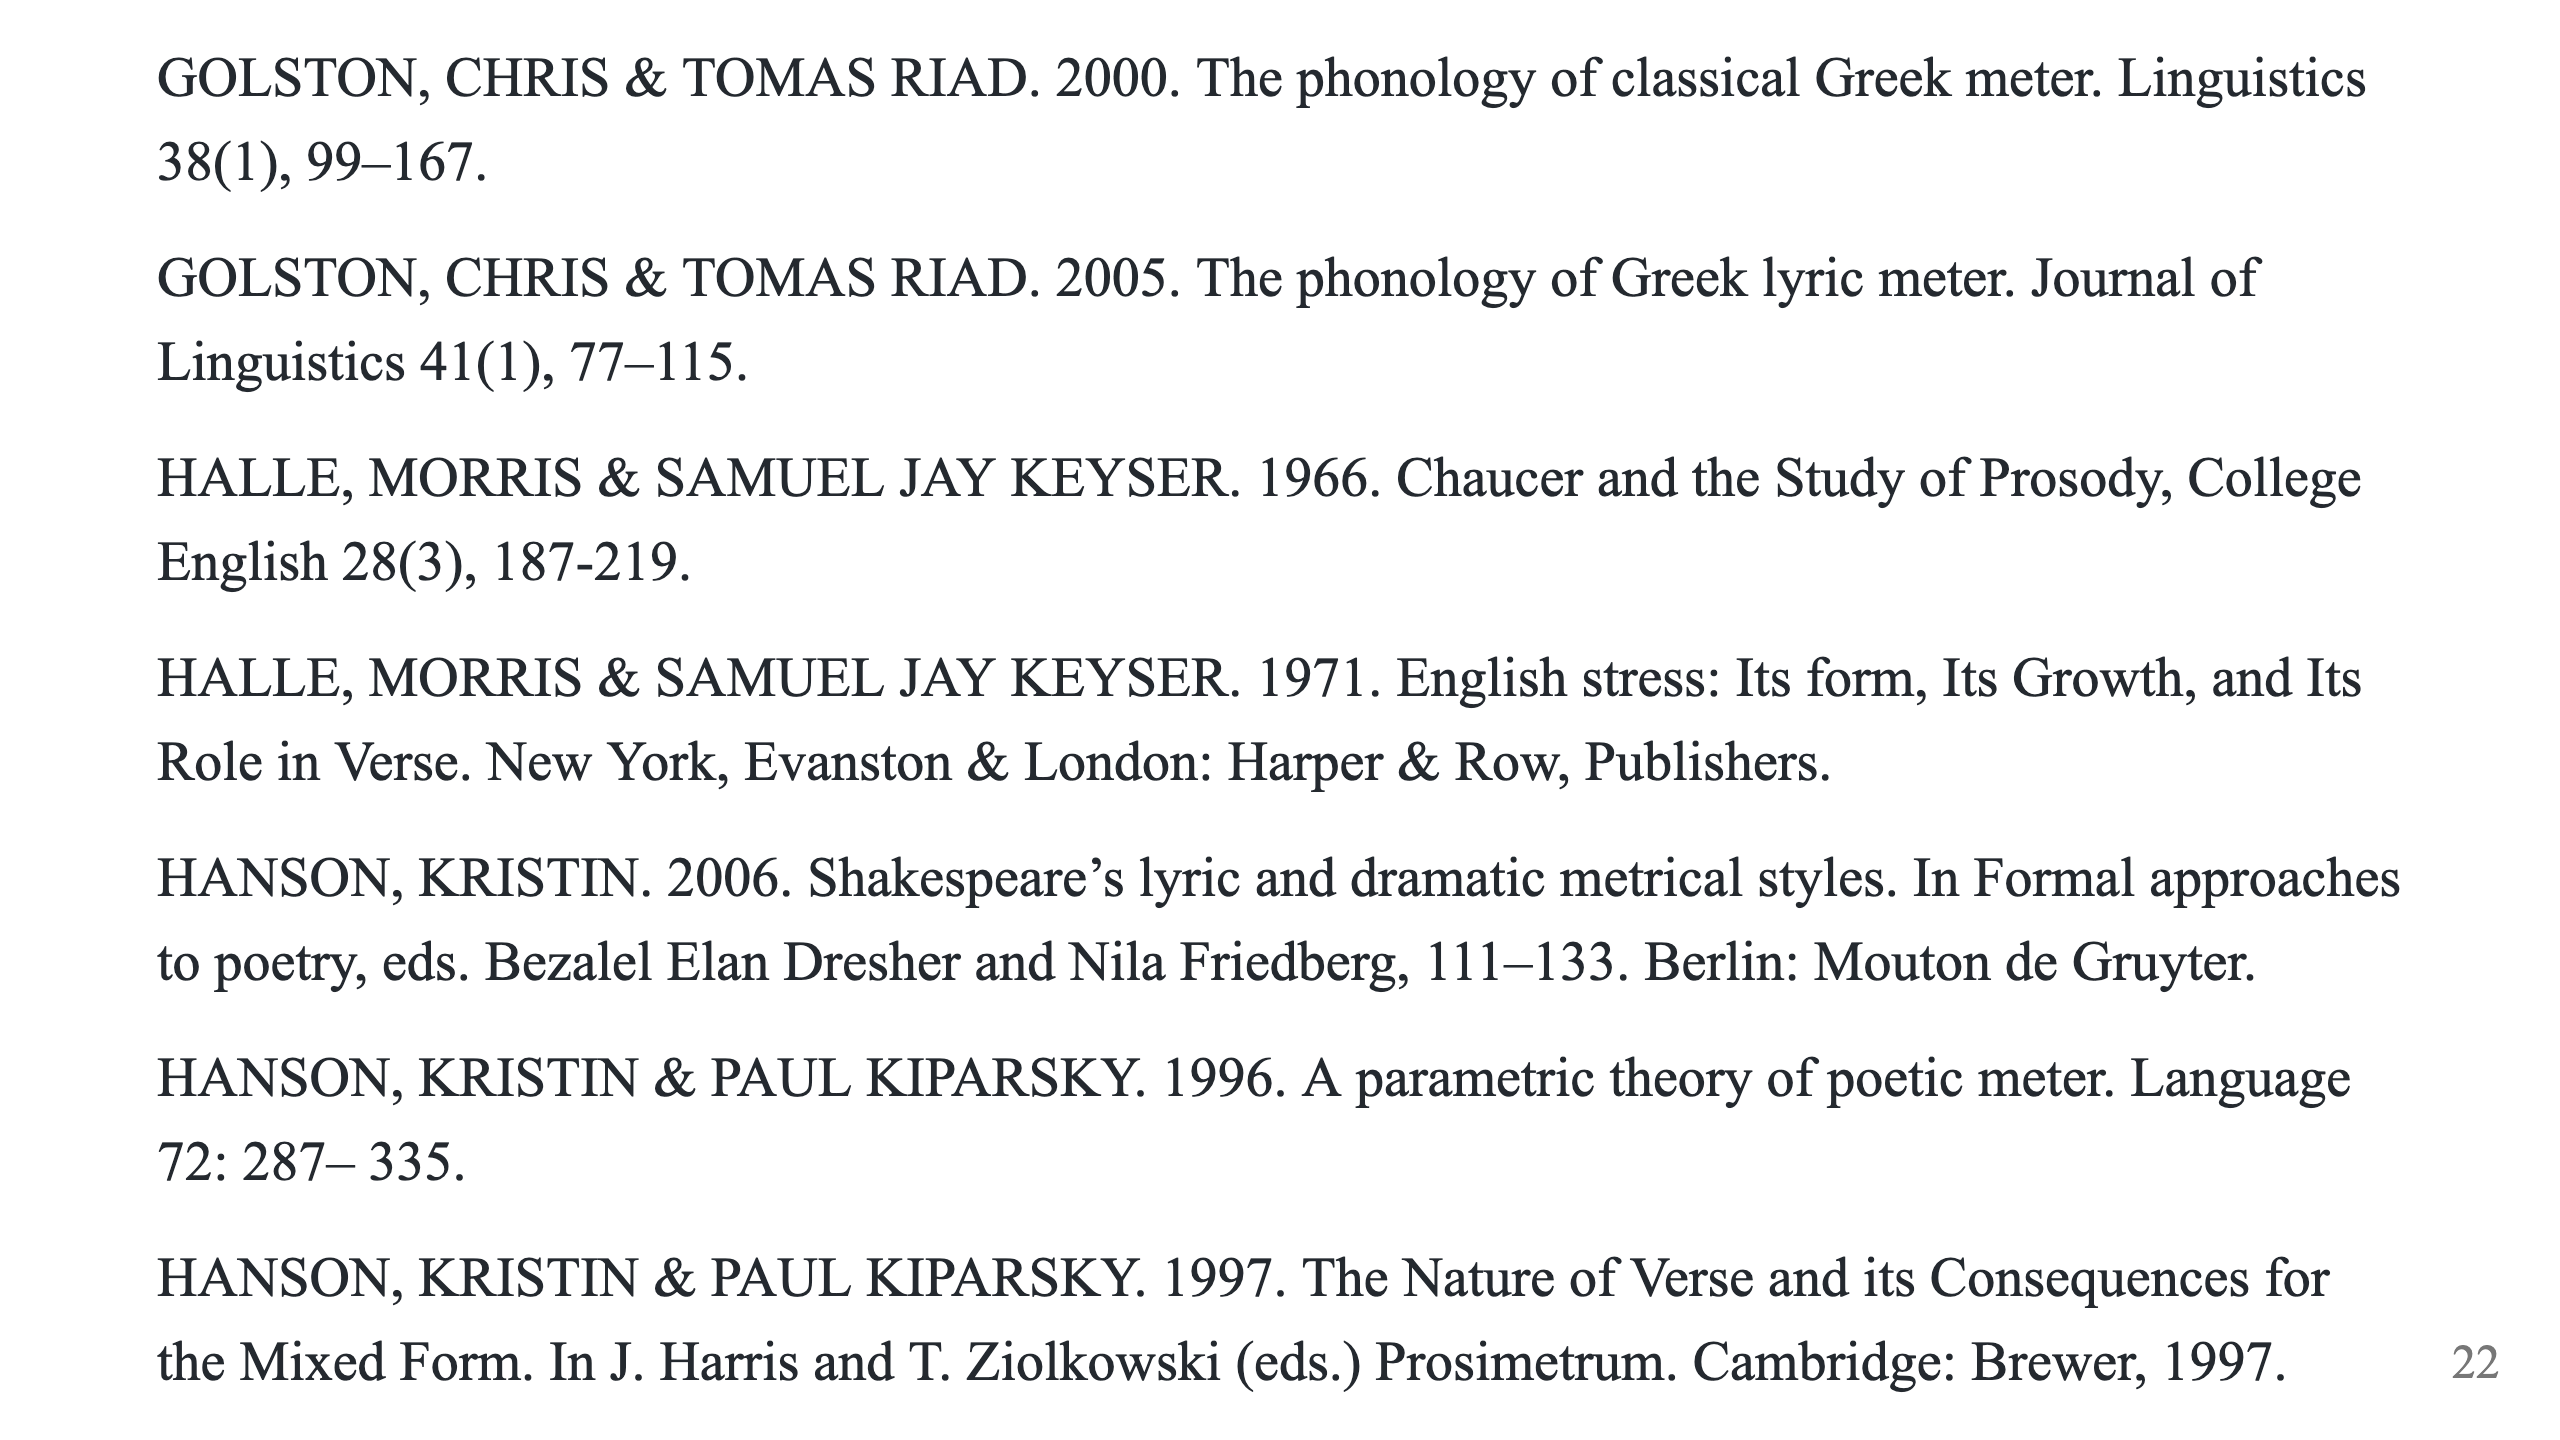 GOLSTON, CHRIS & TOMAS RIAD. 2000. The phonology of classical Greek meter. Linguistics
38(1), 99–167.
GOLSTON, CHRIS & TOMAS RIAD. 2005. The phonology of Greek lyric meter. Journal of
Linguistics 41(1), 77–115.
HALLE, MORRIS & SAMUEL JAY KEYSER. 1966. Chaucer and the Study of Prosody, College
English 28(3), 187-219.
HALLE, MORRIS & SAMUEL JAY KEYSER. 1971. English stress: Its form, Its Growth, and Its
Role in Verse. New York, Evanston & London: Harper & Row, Publishers.
HANSON, KRISTIN. 2006. Shakespeare’s lyric and dramatic metrical styles. In Formal approaches
to poetry, eds. Bezalel Elan Dresher and Nila Friedberg, 111–133. Berlin: Mouton de Gruyter.
HANSON, KRISTIN & PAUL KIPARSKY. 1996. A parametric theory of poetic meter. Language
72: 287– 335.
HANSON, KRISTIN & PAUL KIPARSKY. 1997. The Nature of Verse and its Consequences for
the Mixed Form. In J. Harris and T. Ziolkowski (eds.) Prosimetrum. Cambridge: Brewer, 1997.
22